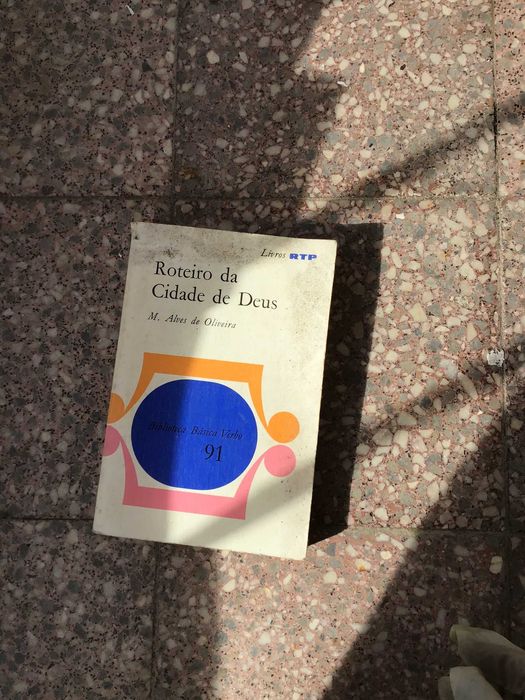 Livros RTP
Roteiro da
Cidade de Deus
M. Alves de Oliveira
Biblioteca Básica Verbo
91